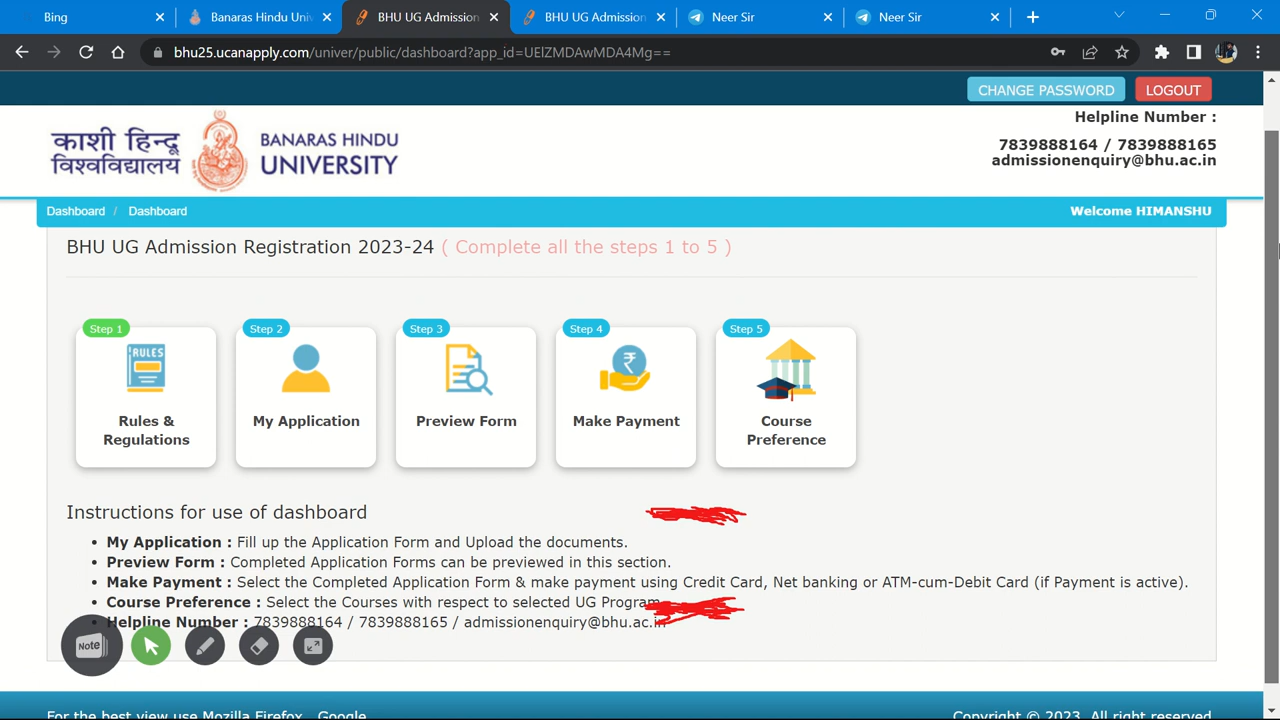 Bing
Banaras Hindu Univ
BHU UG Admission
BHU UG Admission
Neer Sir
Neer Sir
bhu25.ucanapply.com/univer/public/dashboard?app_id=UElZMDAwMDA4Mg==
CHANGE PASSWORD
LOGOUT
काशी हिन्दू
विश्वविद्यालय
BANARAS HINDU
UNIVERSITY
Helpline Number :
7839888164 / 7839888165
admissionenquiry@bhu.ac.in
Dashboard / Dashboard
Welcome HIMANSHU
BHU UG Admission Registration 2023-24 ( Complete all the steps 1 to 5 )
Step 1
RULES
Rules &
Regulations
Step 2
My Application
Step 3
Preview Form
Step 4
₹
Make Payment
Step 5
Course
Preference
Instructions for use of dashboard
• My Application : Fill up the Application Form and Upload the documents.
• Preview Form : Completed Application Forms can be previewed in this section.
• Make Payment : Select the Completed Application Form & make payment using Credit Card, Net banking or ATM-cum-Debit Card (if Payment is active).
• Course Preference : Select the Courses with respect to selected UG Program
• Helpline Number : 7839888164 / 7839888165 / admissionenquiry@bhu.ac.in
Note
For the best view use Mozilla Firefox, Google
Copyright © 2023, All right reserved